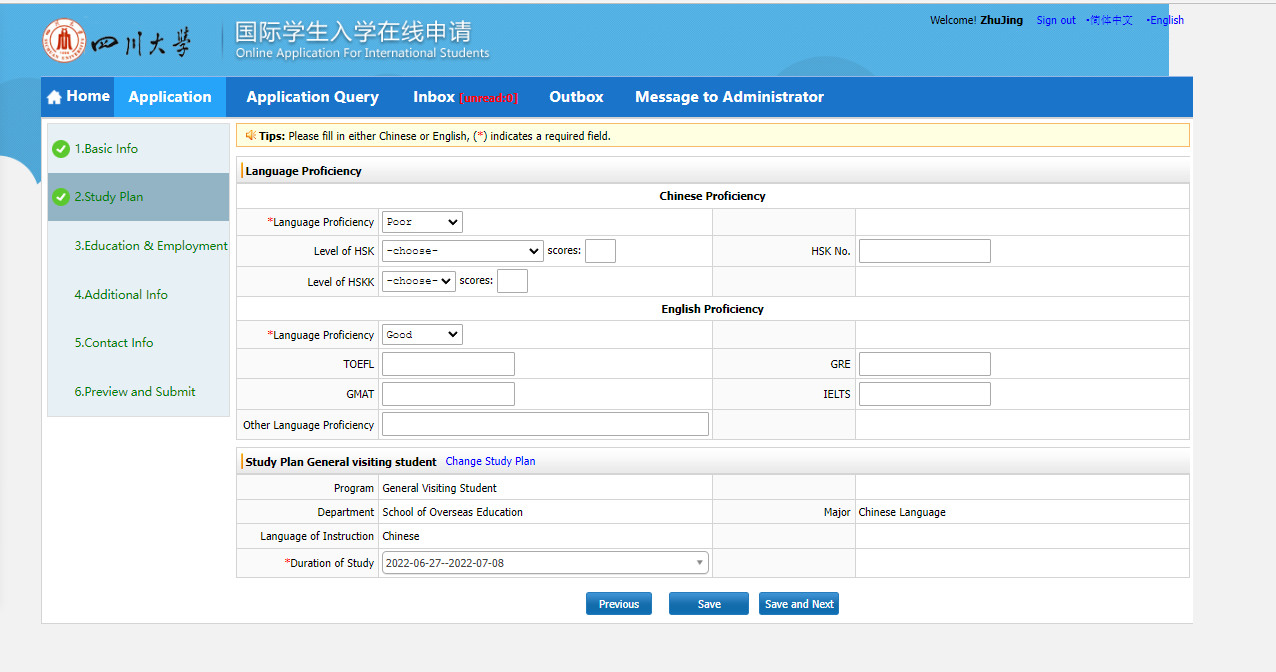 Welcome! ZhuJing Sign out •简体中文 •English
四川大学 国际学生入学在线申请
Online Application For International Students
Home Application Application Query Inbox [unread:0] Outbox Message to Administrator
1.Basic Info
2.Study Plan
3.Education & Employment
4.Additional Info
5.Contact Info
6.Preview and Submit
Tips: Please fill in either Chinese or English, (*) indicates a required field.
Language Proficiency
Chinese Proficiency
*Language Proficiency Poor
Level of HSK -choose- scores: HSK No.
Level of HSKK -choose- scores:
English Proficiency
*Language Proficiency Good
TOEFL GRE
GMAT IELTS
Other Language Proficiency
Study Plan General visiting student Change Study Plan
Program General Visiting Student
Department School of Overseas Education Major Chinese Language
Language of Instruction Chinese
*Duration of Study 2022-06-27--2022-07-08
Previous Save Save and Next